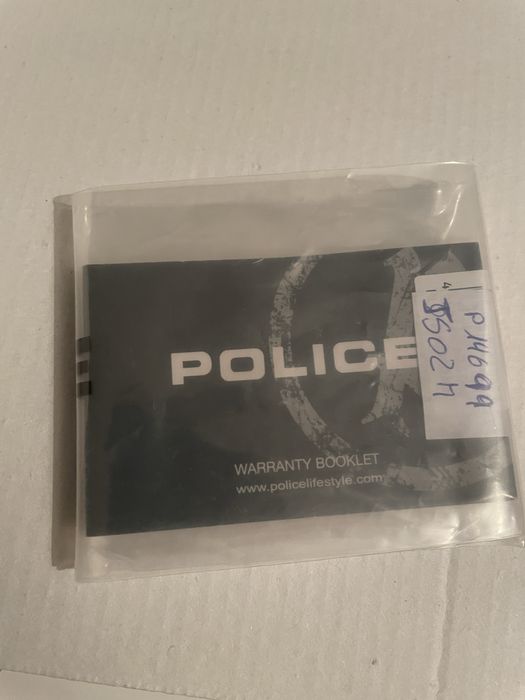 POLICE
WARRANTY BOOKLET
www.policelifestyle.com
P14699